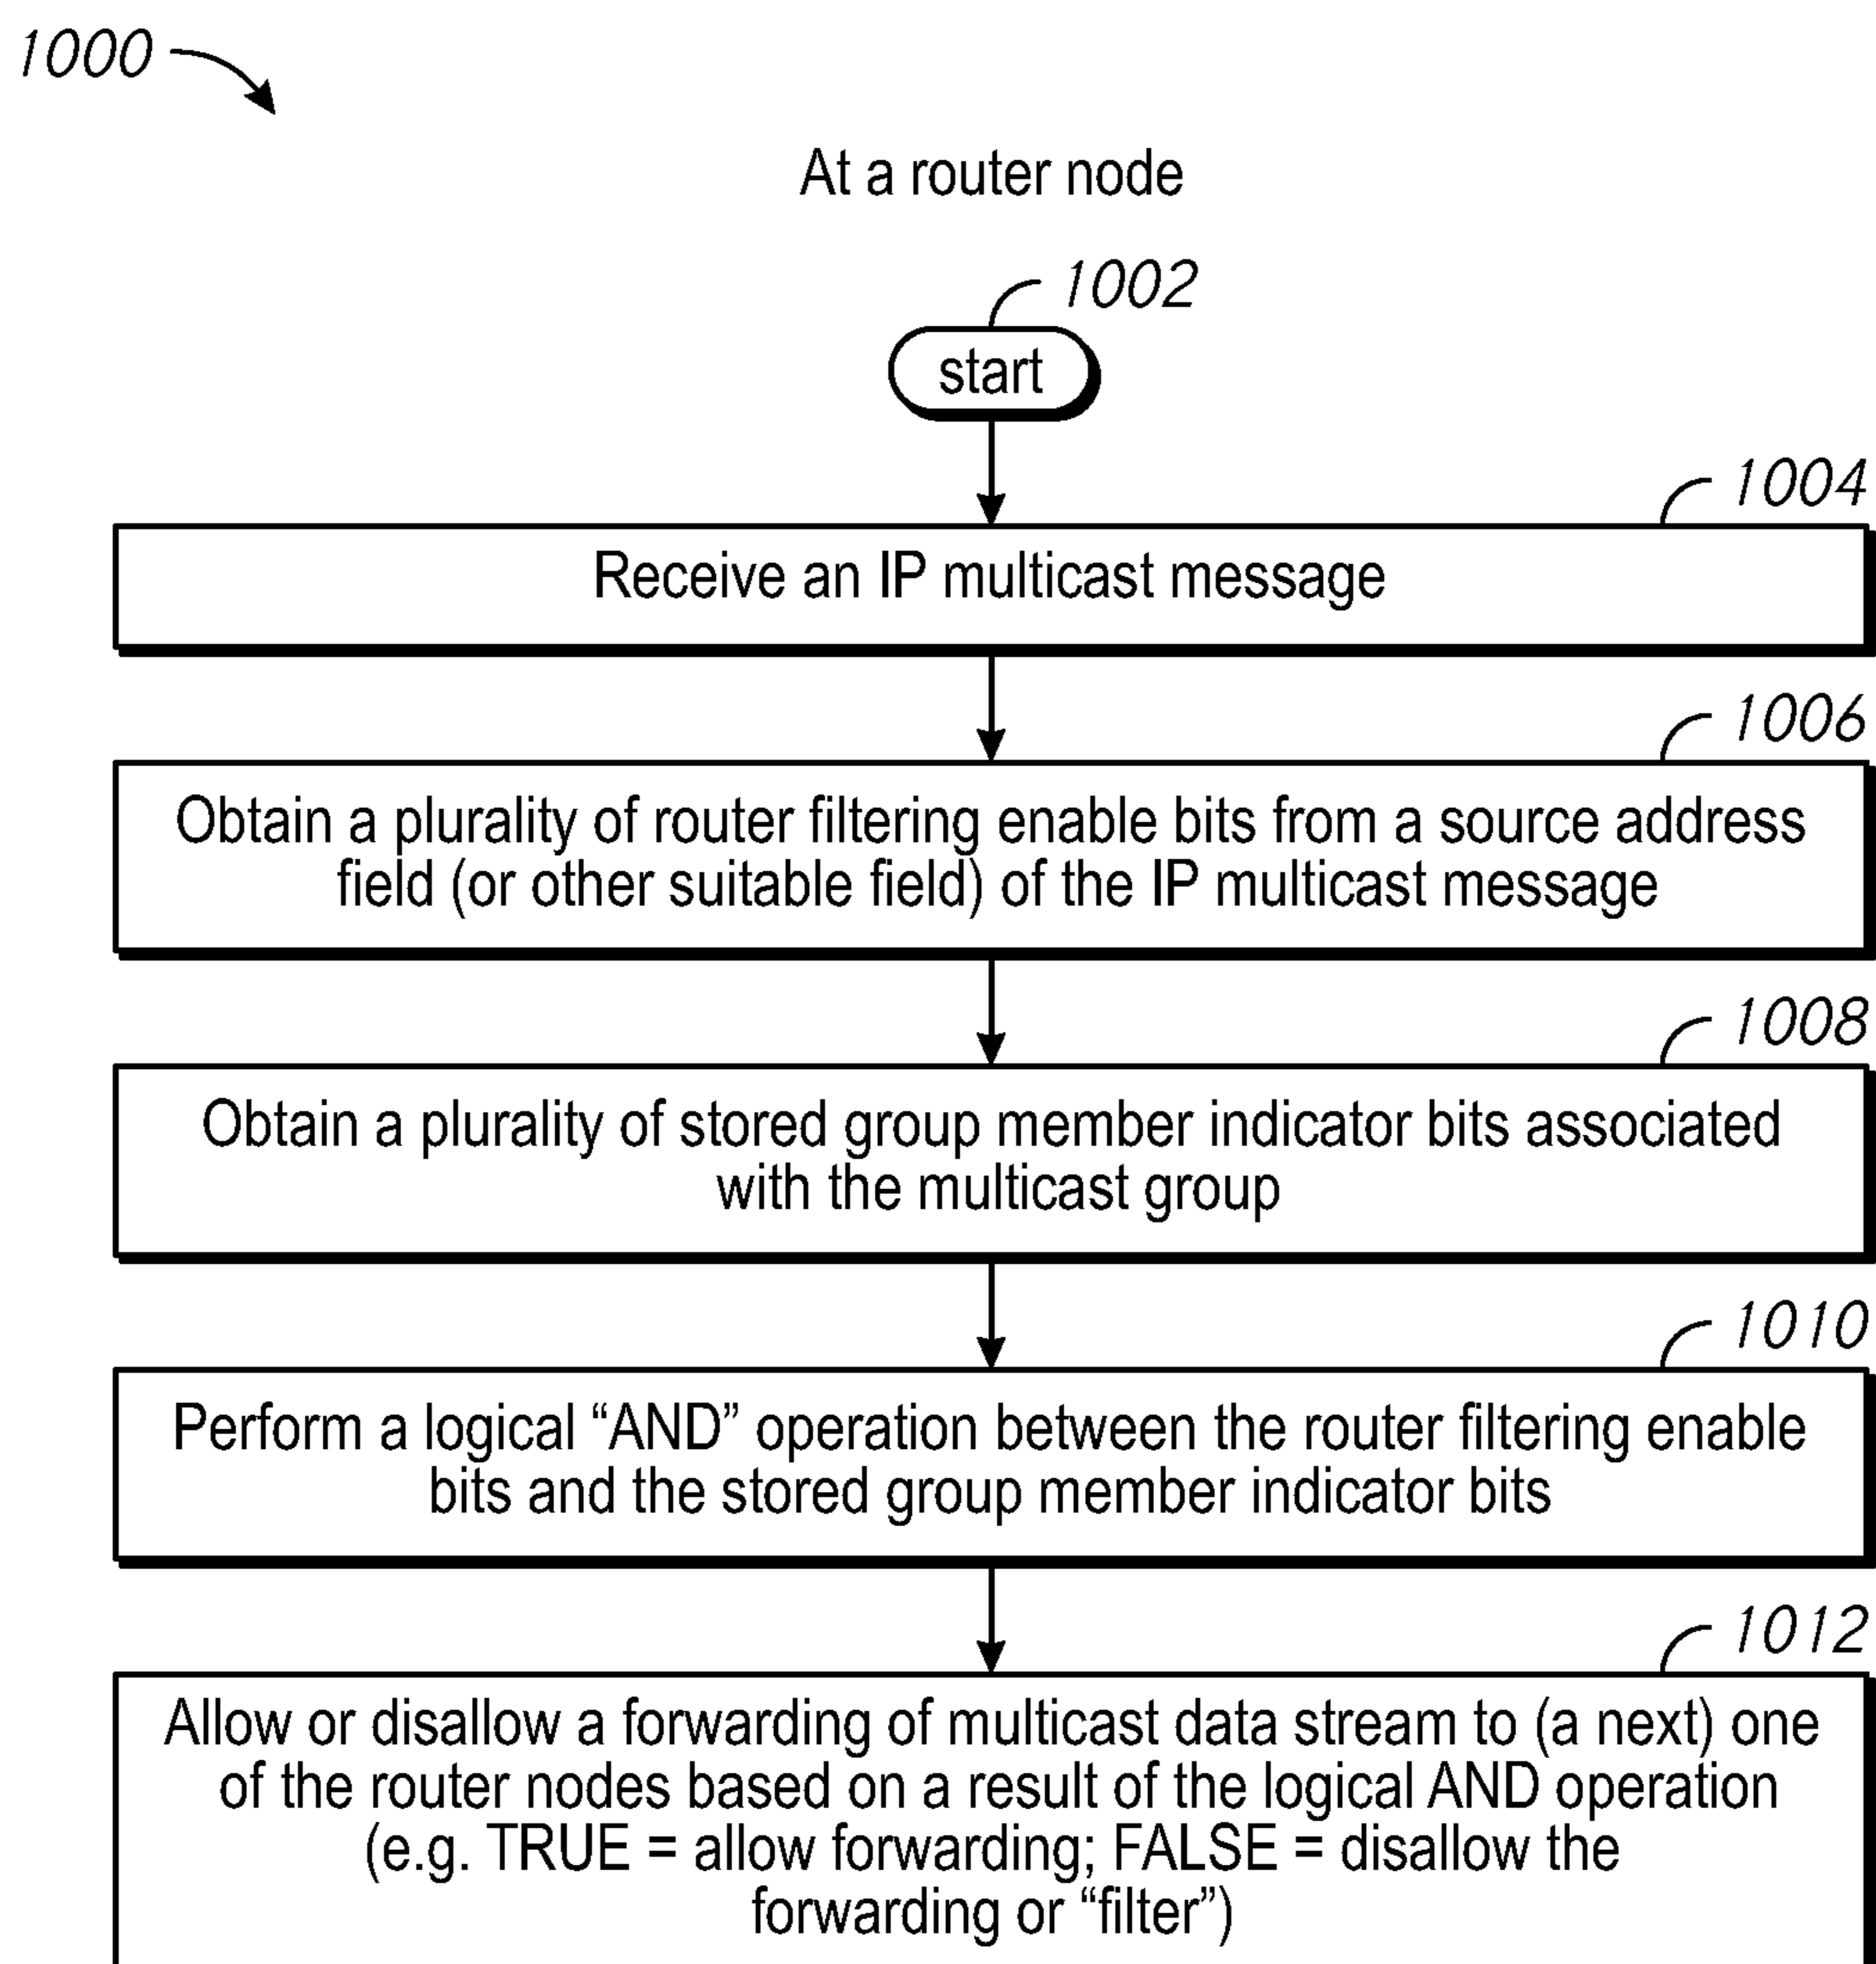 1000
At a router node
1002
start
1004
Receive an IP multicast message
1006
Obtain a plurality of router filtering enable bits from a source address
field (or other suitable field) of the IP multicast message
1008
Obtain a plurality of stored group member indicator bits associated
with the multicast group
1010
Perform a logical “AND” operation between the router filtering enable
bits and the stored group member indicator bits
1012
Allow or disallow a forwarding of multicast data stream to (a next) one
of the router nodes based on a result of the logical AND operation
(e.g. TRUE = allow forwarding; FALSE = disallow the
forwarding or “filter”)